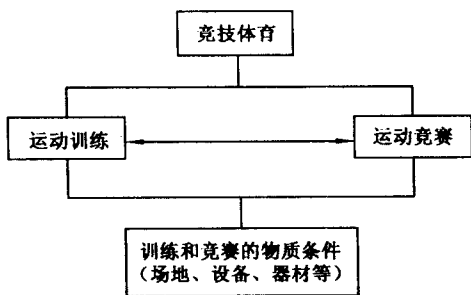 竞技体育
运动训练
运动竞赛
训练和竞赛的物质条件
（场地、设备、器材等）